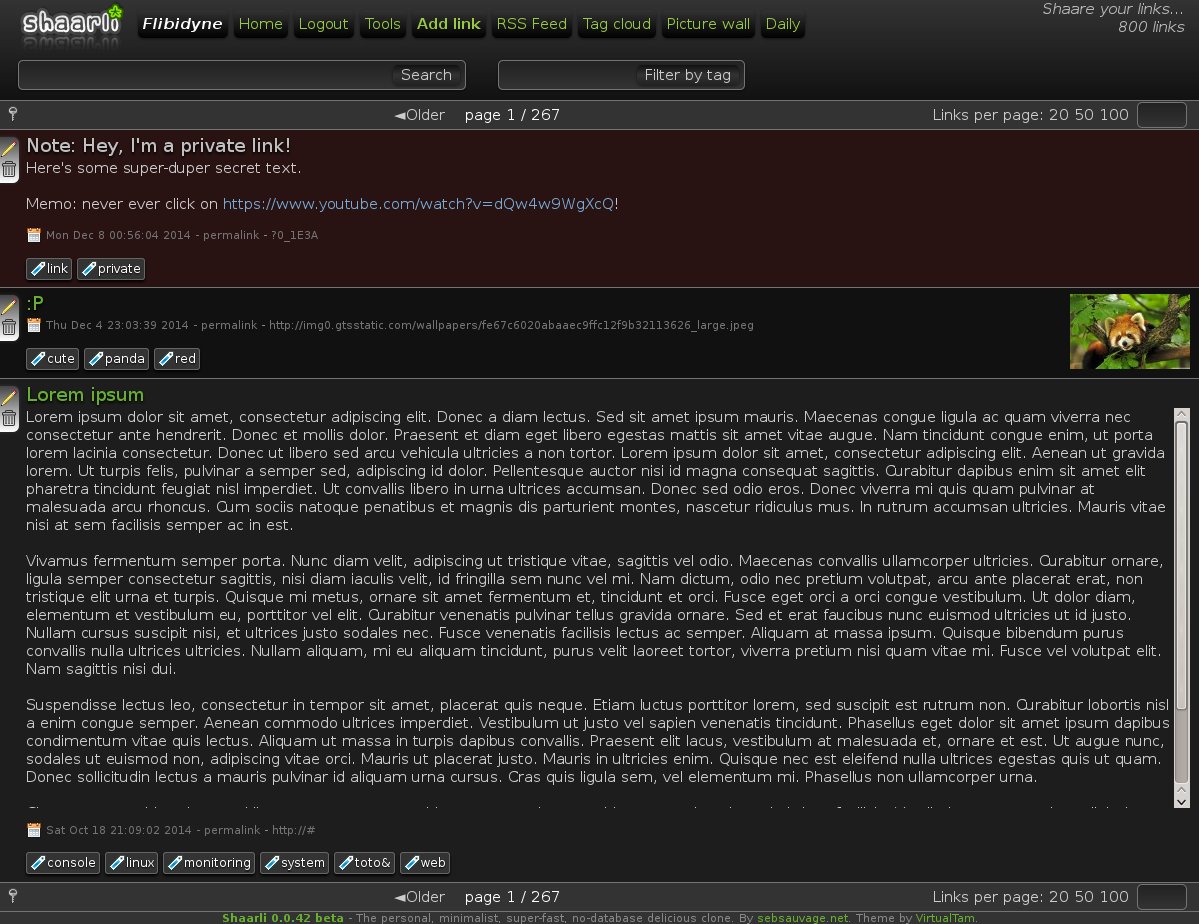 shaarli Flibidyne Home Logout Tools Add link RSS Feed Tag cloud Picture wall Daily
Shaare your links...
800 links
Search Filter by tag
◄Older page 1 / 267 Links per page: 20 50 100
Note: Hey, I'm a private link!
Here's some super-duper secret text.
Memo: never ever click on https://www.youtube.com/watch?v=dQw4w9WgXcQ!
Mon Dec 8 00:56:04 2014 - permalink - ?0_1E3A
link private
:P
Thu Dec 4 23:03:39 2014 - permalink - http://img0.gtsstatic.com/wallpapers/fe67c6020abaaec9ffc12f9b32113626_large.jpeg
cute panda red
Lorem ipsum
Lorem ipsum dolor sit amet, consectetur adipiscing elit. Donec a diam lectus. Sed sit amet ipsum mauris. Maecenas congue ligula ac quam viverra nec
consectetur ante hendrerit. Donec et mollis dolor. Praesent et diam eget libero egestas mattis sit amet vitae augue. Nam tincidunt congue enim, ut porta
lorem lacinia consectetur. Donec ut libero sed arcu vehicula ultricies a non tortor. Lorem ipsum dolor sit amet, consectetur adipiscing elit. Aenean ut gravida
lorem. Ut turpis felis, pulvinar a semper sed, adipiscing id dolor. Pellentesque auctor nisi id magna consequat sagittis. Curabitur dapibus enim sit amet elit
pharetra tincidunt feugiat nisl imperdiet. Ut convallis libero in urna ultrices accumsan. Donec sed odio eros. Donec viverra mi quis quam pulvinar at
malesuada arcu rhoncus. Cum sociis natoque penatibus et magnis dis parturient montes, nascetur ridiculus mus. In rutrum accumsan ultricies. Mauris vitae
nisi at sem facilisis semper ac in est.
Vivamus fermentum semper porta. Nunc diam velit, adipiscing ut tristique vitae, sagittis vel odio. Maecenas convallis ullamcorper ultricies. Curabitur ornare,
ligula semper consectetur sagittis, nisi diam iaculis velit, id fringilla sem nunc vel mi. Nam dictum, odio nec pretium volutpat, arcu ante placerat erat, non
tristique elit urna et turpis. Quisque mi metus, ornare sit amet fermentum et, tincidunt et orci. Fusce eget orci a orci congue vestibulum. Ut dolor diam,
elementum et vestibulum eu, porttitor vel elit. Curabitur venenatis pulvinar tellus gravida ornare. Sed et erat faucibus nunc euismod ultricies ut id justo.
Nullam cursus suscipit nisi, et ultrices justo sodales nec. Fusce venenatis facilisis lectus ac semper. Aliquam at massa ipsum. Quisque bibendum purus
convallis nulla ultrices ultricies. Nullam aliquam, mi eu aliquam tincidunt, purus velit laoreet tortor, viverra pretium nisi quam vitae mi. Fusce vel volutpat elit.
Nam sagittis nisi dui.
Suspendisse lectus leo, consectetur in tempor sit amet, placerat quis neque. Etiam luctus porttitor lorem, sed suscipit est rutrum non. Curabitur lobortis nisl
a enim congue semper. Aenean commodo ultrices imperdiet. Vestibulum ut justo vel sapien venenatis tincidunt. Phasellus eget dolor sit amet ipsum dapibus
condimentum vitae quis lectus. Aliquam ut massa in turpis dapibus convallis. Praesent elit lacus, vestibulum at malesuada et, ornare et est. Ut augue nunc,
sodales ut euismod non, adipiscing vitae orci. Mauris ut placerat justo. Mauris in ultricies enim. Quisque nec est eleifend nulla ultrices egestas quis ut quam.
Donec sollicitudin lectus a mauris pulvinar id aliquam urna cursus. Cras quis ligula sem, vel elementum mi. Phasellus non ullamcorper urna.
Sat Oct 18 21:09:02 2014 - permalink - http://#
console linux monitoring system toto& web
◄Older page 1 / 267 Links per page: 20 50 100
Shaarli 0.0.42 beta - The personal, minimalist, super-fast, no-database delicious clone. By sebsauvage.net. Theme by VirtualTam.